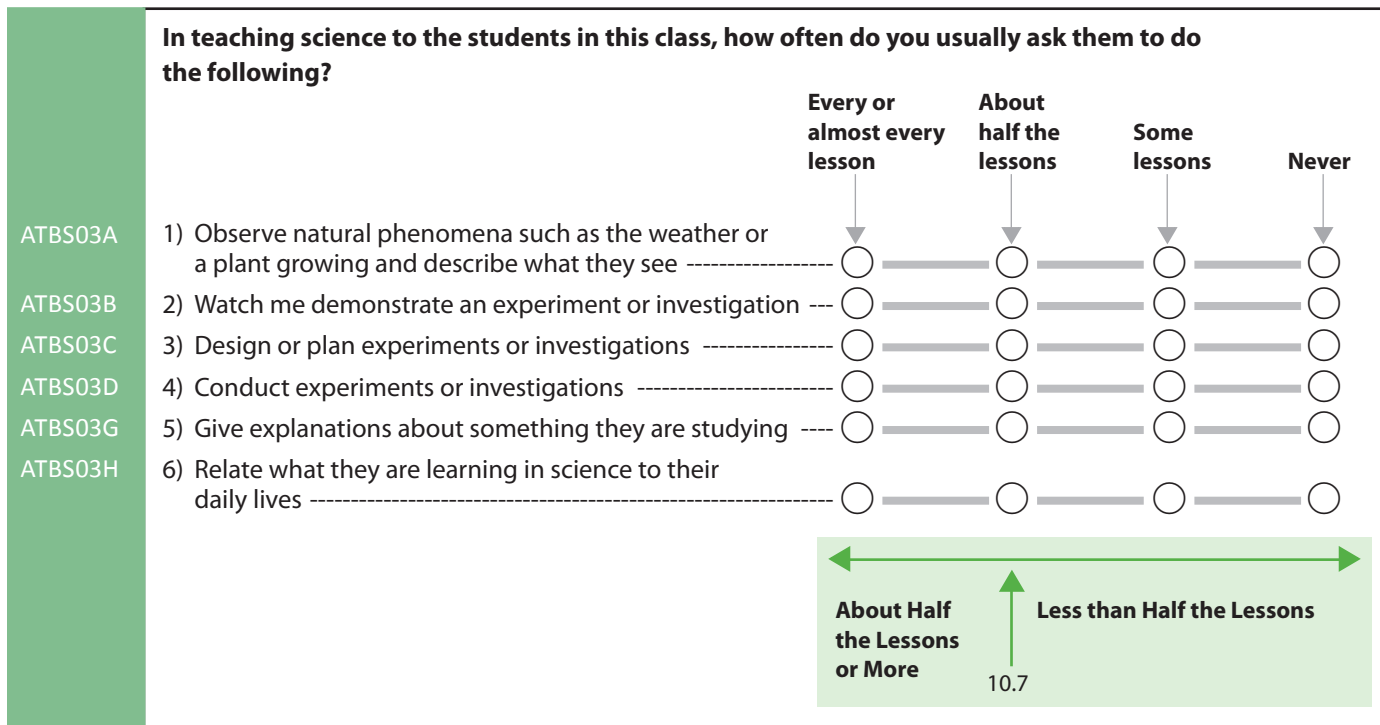 In teaching science to the students in this class, how often do you usually ask them to do
the following?
Every or
almost every
lesson
About
half the
lessons
Some
lessons
Never
ATBS03A 1) Observe natural phenomena such as the weather or
a plant growing and describe what they see
ATBS03B 2) Watch me demonstrate an experiment or investigation
ATBS03C 3) Design or plan experiments or investigations
ATBS03D 4) Conduct experiments or investigations
ATBS03G 5) Give explanations about something they are studying
ATBS03H 6) Relate what they are learning in science to their
daily lives
About Half
the Lessons
or More
10.7
Less than Half the Lessons